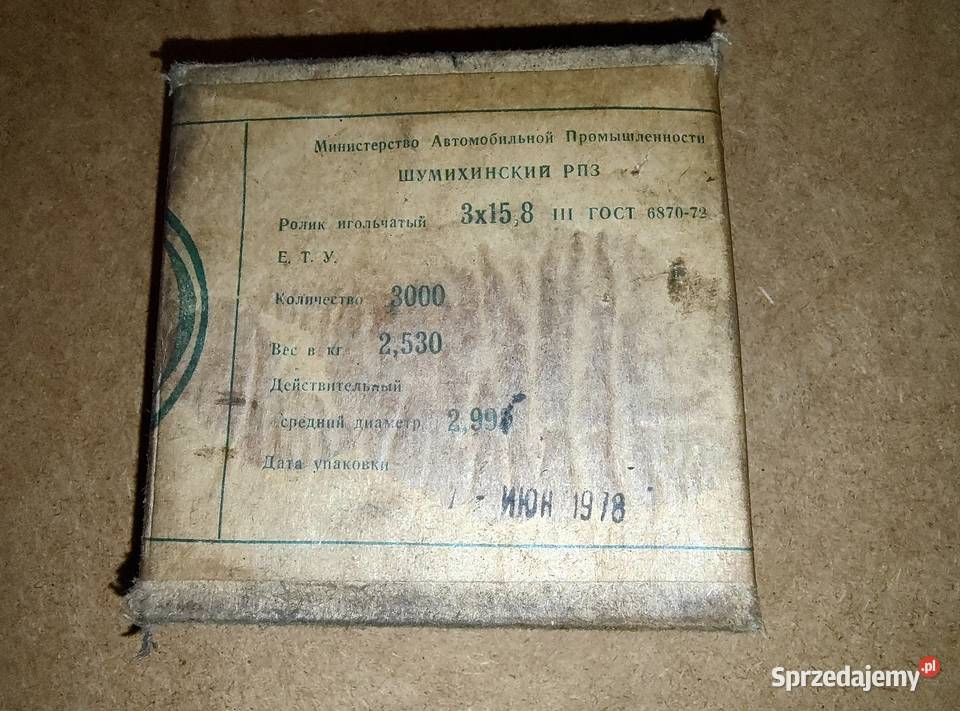 Министерство Автомобильной Промышленности
ШУМИХИНСКИЙ РПЗ
Ролик игольчатый 3х15,8 III ГОСТ 6870-72
Е. Т. У.
Количество 3000
Вес в кг 2,530
Действительный
средний диаметр
Дата упаковки
ИЮН 1978
Sprzedajemy.pl